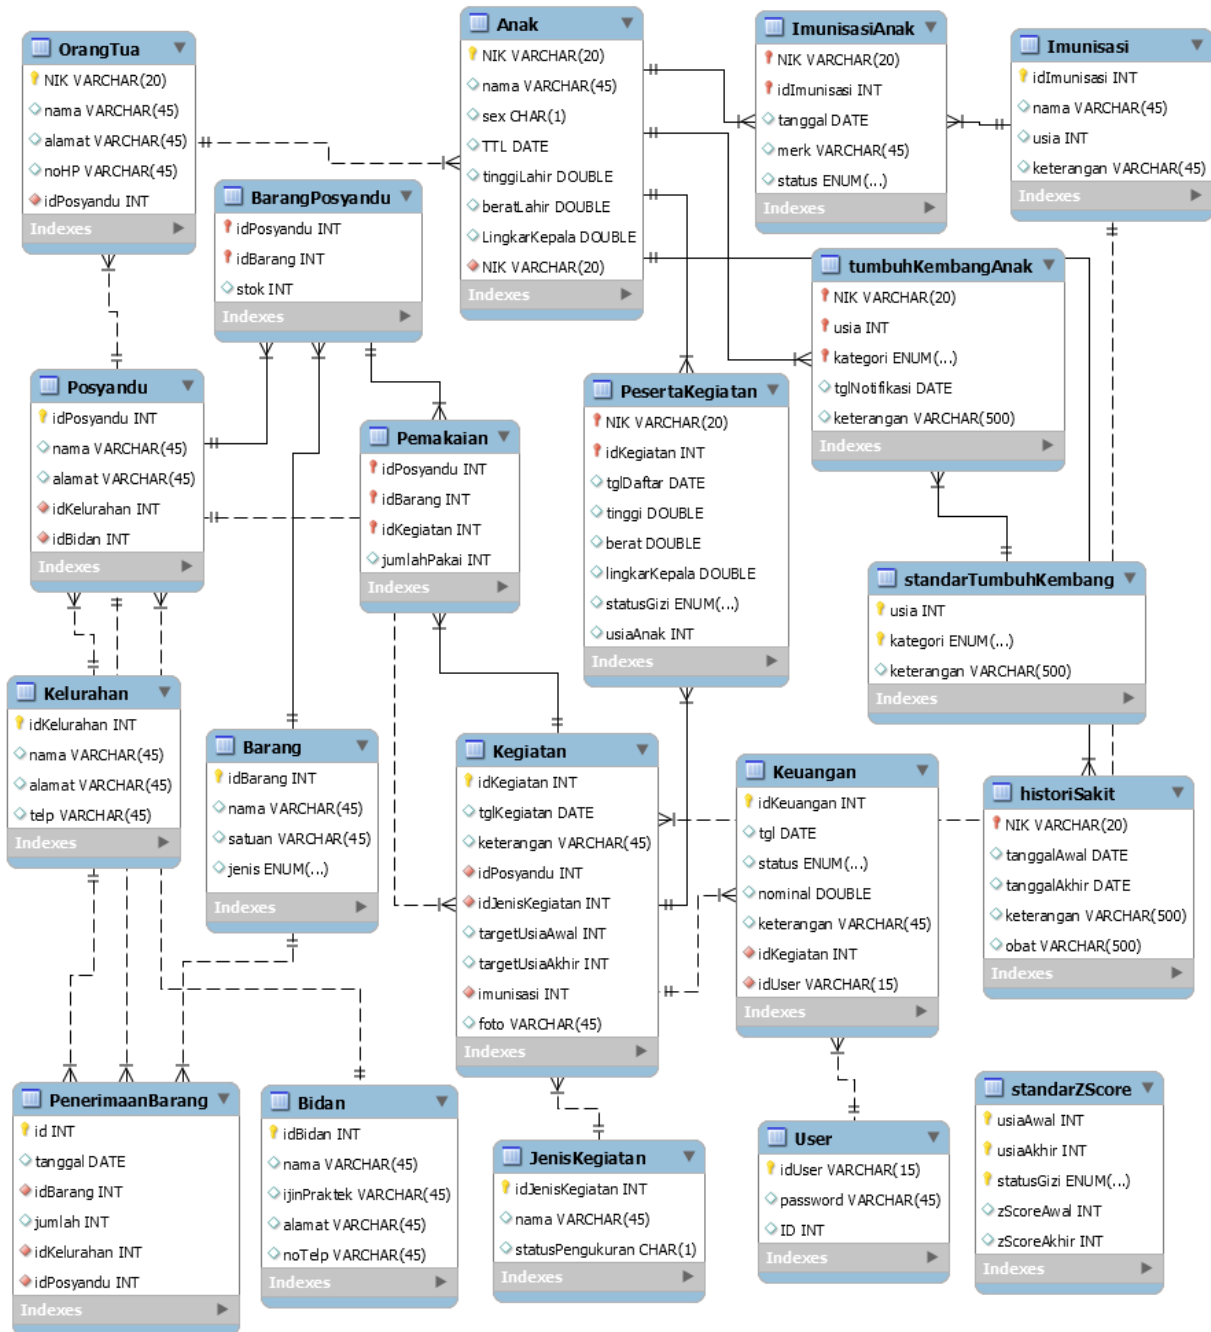 OrangTua
NIK VARCHAR(20)
nama VARCHAR(45)
alamat VARCHAR(45)
noHP VARCHAR(45)
idPosyandu INT
Indexes
Anak
NIK VARCHAR(20)
nama VARCHAR(45)
sex CHAR(1)
TTL DATE
tinggiLahir DOUBLE
beratLahir DOUBLE
LingkarKepala DOUBLE
NIK VARCHAR(20)
Indexes
ImunisasiAnak
NIK VARCHAR(20)
idImunisasi INT
tanggal DATE
merk VARCHAR(45)
status ENUM(...)
Indexes
Imunisasi
idImunisasi INT
nama VARCHAR(45)
usia INT
keterangan VARCHAR(45)
Indexes
BarangPosyandu
idPosyandu INT
idBarang INT
stok INT
Indexes
tumbuhKembangAnak
NIK VARCHAR(20)
usia INT
kategori ENUM(...)
tglNotifikasi DATE
keterangan VARCHAR(500)
Indexes
Posyandu
idPosyandu INT
nama VARCHAR(45)
alamat VARCHAR(45)
idKelurahan INT
idBidan INT
Indexes
Pemakaian
idPosyandu INT
idBarang INT
idKegiatan INT
jumlahPakai INT
Indexes
PesertaKegiatan
NIK VARCHAR(20)
idKegiatan INT
tglDaftar DATE
tinggi DOUBLE
berat DOUBLE
lingkarKepala DOUBLE
statusGizi ENUM(...)
usiaAnak INT
Indexes
standarTumbuhKembang
usia INT
kategori ENUM(...)
keterangan VARCHAR(500)
Indexes
Kelurahan
idKelurahan INT
nama VARCHAR(45)
alamat VARCHAR(45)
telp VARCHAR(45)
Indexes
Barang
idBarang INT
nama VARCHAR(45)
satuan VARCHAR(45)
jenis ENUM(...)
Indexes
Kegiatan
idKegiatan INT
tglKegiatan DATE
keterangan VARCHAR(45)
idPosyandu INT
idJenisKegiatan INT
targetUsiaAwal INT
targetUsiaAkhir INT
imunisasi INT
foto VARCHAR(45)
Indexes
Keuangan
idKeuangan INT
tgl DATE
status ENUM(...)
nominal DOUBLE
keterangan VARCHAR(45)
idKegiatan INT
idUser VARCHAR(15)
Indexes
historiSakit
NIK VARCHAR(20)
tanggalAwal DATE
tanggalAkhir DATE
keterangan VARCHAR(500)
obat VARCHAR(500)
Indexes
PenerimaanBarang
id INT
tanggal DATE
idBarang INT
jumlah INT
idKelurahan INT
idPosyandu INT
Indexes
Bidan
idBidan INT
nama VARCHAR(45)
ijinPraktek VARCHAR(45)
alamat VARCHAR(45)
noTelp VARCHAR(45)
Indexes
JenisKegiatan
idJenisKegiatan INT
nama VARCHAR(45)
statusPengukuran CHAR(1)
Indexes
User
idUser VARCHAR(15)
password VARCHAR(45)
ID INT
Indexes
standarZScore
usiaAwal INT
usiaAkhir INT
statusGizi ENUM(...)
zScoreAwal INT
zScoreAkhir INT
Indexes